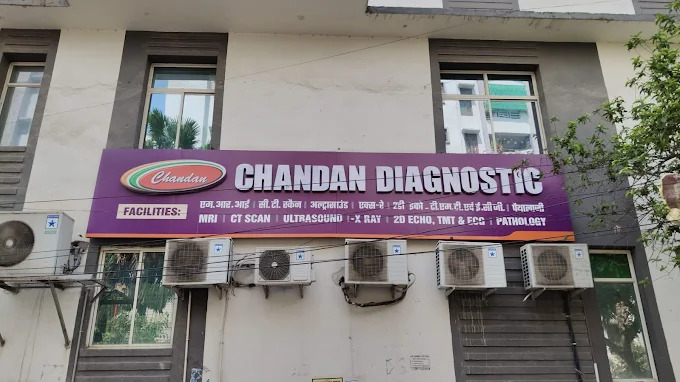 Chandan
CHANDAN DIAGNOSTIC
FACILITIES:
एम.आर.आई | सी.टी.स्कैन | अल्ट्रासाउंड | एक्स-रे | 2डी इको - टी.एम.टी.एवं ई.सी.जी. | पेथालाजी
MRI | CT SCAN | ULTRASOUND |-X RAY | 2D ECHO, TMT & ECG | PATHOLOGY